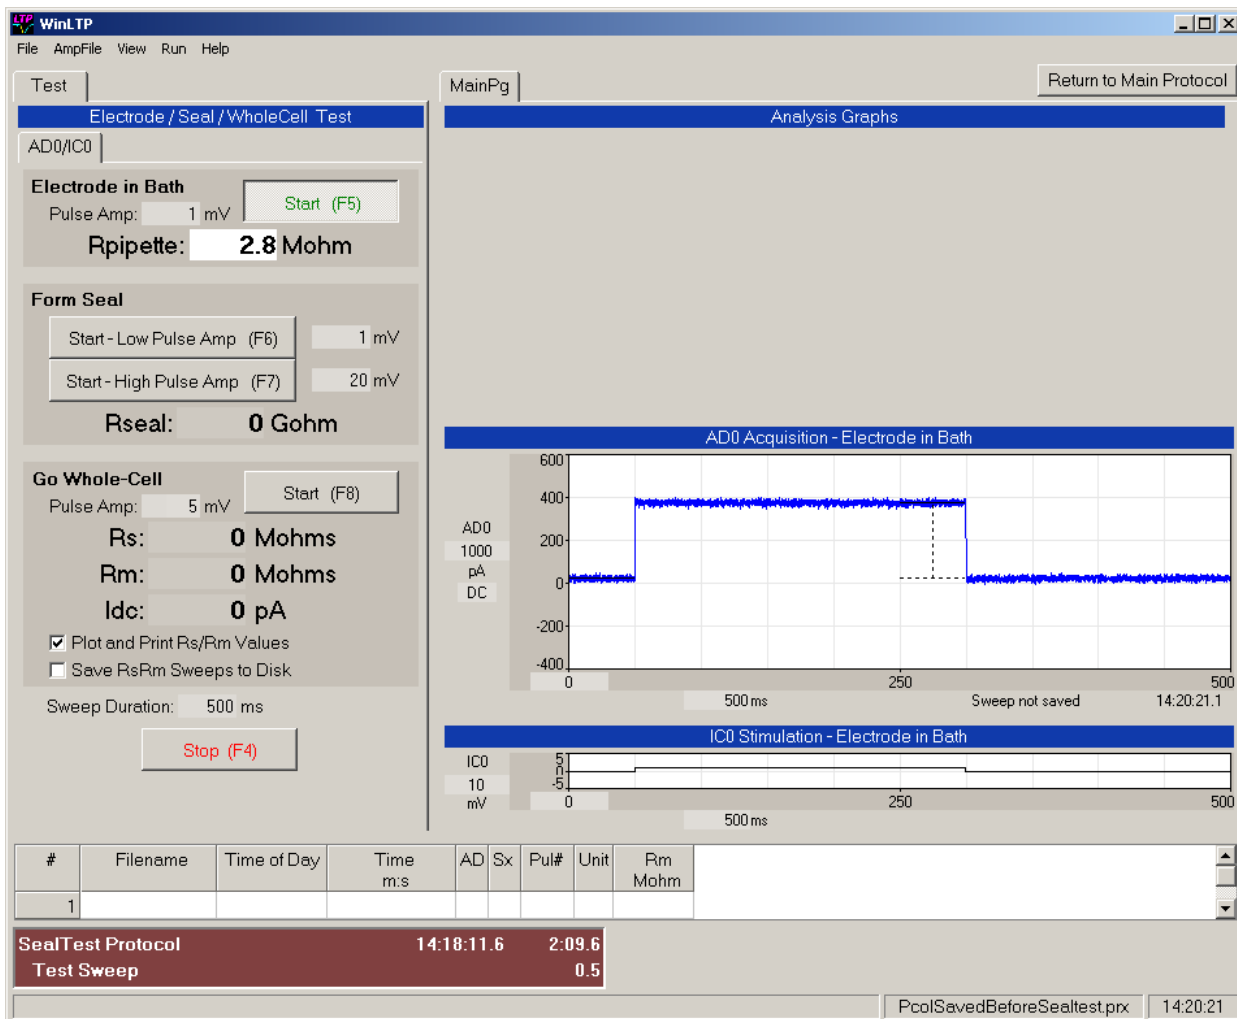 WinLTP
File AmpFile View Run Help
Test
Electrode / Seal / WholeCell Test
AD0/IC0
Electrode in Bath
Start (F5)
Pulse Amp: 1 mV
Rpipette: 2.8 Mohm
Form Seal
Start - Low Pulse Amp (F6) 1 mV
Start - High Pulse Amp (F7) 20 mV
Rseal: 0 Gohm
Go Whole-Cell
Start (F8)
Pulse Amp: 5 mV
Rs: 0 Mohms
Rm: 0 Mohms
Idc: 0 pA
Plot and Print Rs/Rm Values
Save RsRm Sweeps to Disk
Sweep Duration: 500 ms
Stop (F4)
MainPg
Return to Main Protocol
Analysis Graphs
AD0 Acquisition - Electrode in Bath
600
400
200
0
-200
-400
AD0
1000
pA
DC
0 250 500
500 ms Sweep not saved 14:20:21.1
IC0 Stimulation - Electrode in Bath
IC0
10
mV
5
0
-5
0 250 500
500 ms
# Filename Time of Day Time AD Sx Pul# Unit Rm
m:s Mohm
1
SealTest Protocol 14:18:11.6 2:09.6
Test Sweep 0.5
PcolSavedBeforeSealtest.prx 14:20:21